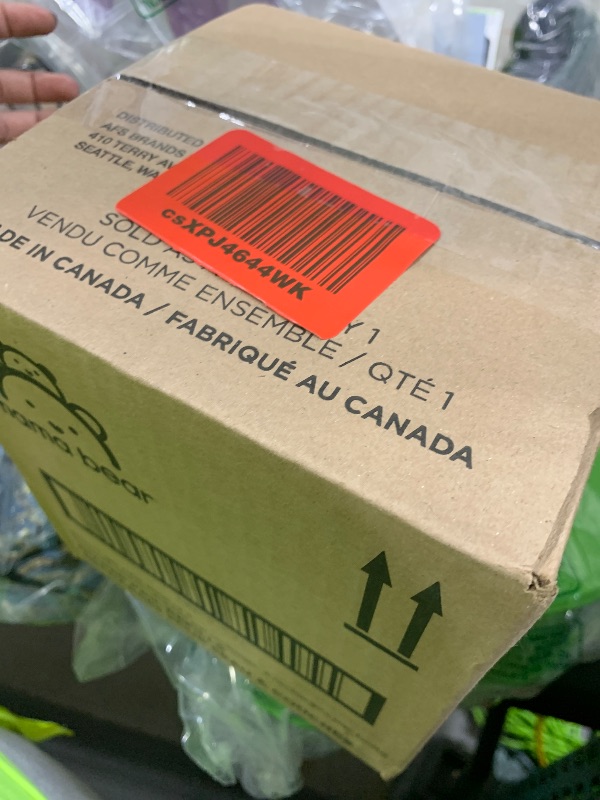 DISTRIBUTED
AFS BRANDS
410 TERRY AV
SEATTLE, WA
csXPJ4644WK
SOLD AS
Y 1
VENDU COMME ENSEMBLE / QTÉ 1
DE IN CANADA / FABRIQUÉ AU CANADA
mama bear